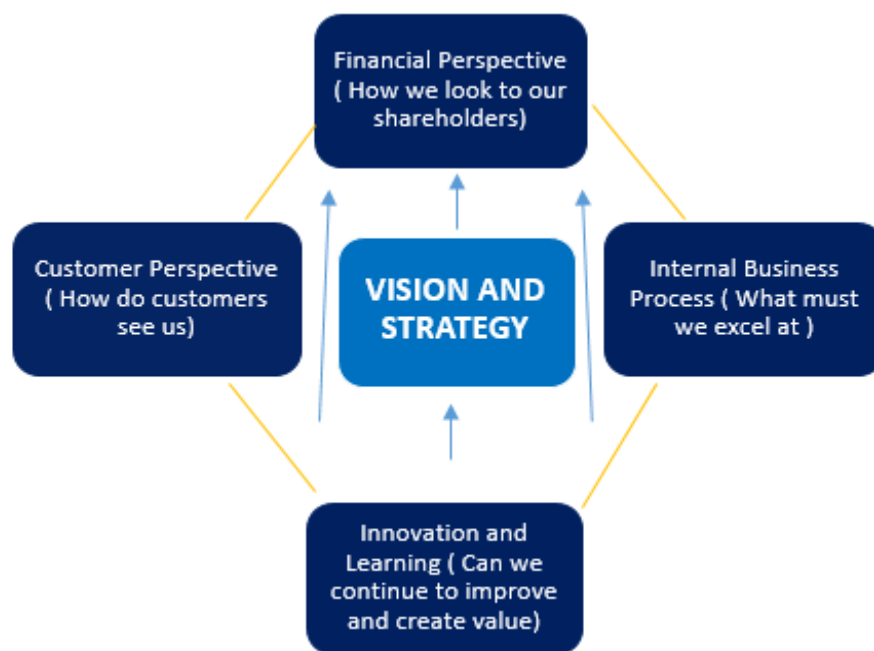 Financial Perspective
( How we look to our
shareholders)
Customer Perspective
( How do customers
see us)
VISION AND
STRATEGY
Internal Business
Process ( What must
we excel at )
Innovation and
Learning ( Can we
continue to improve
and create value)